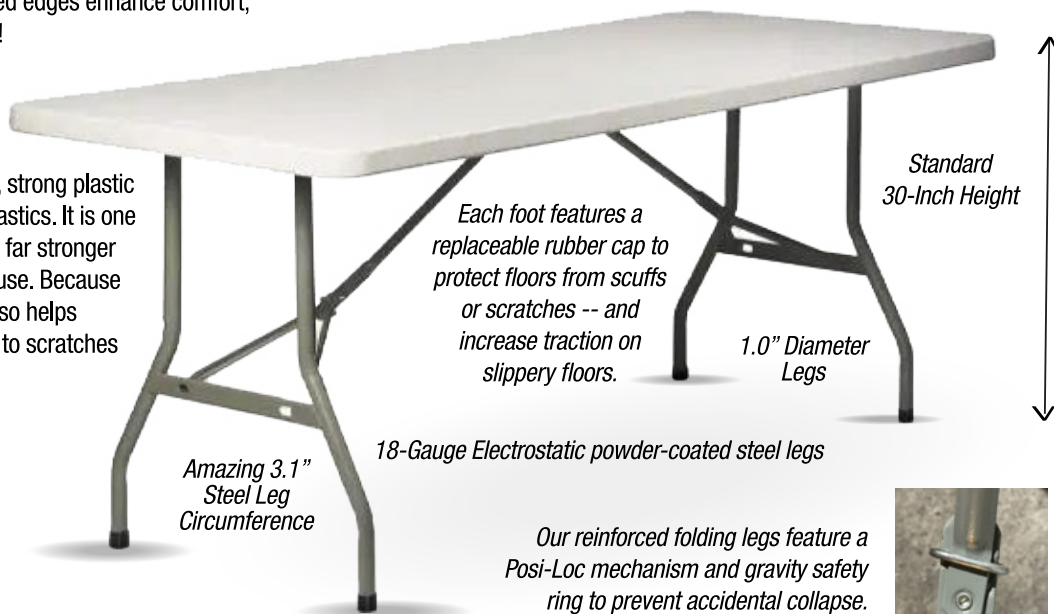 ed edges enhance comfort,
!
, strong plastic
astics. It is one
far stronger
use. Because
so helps
to scratches
Each foot features a
replaceable rubber cap to
protect floors from scuffs
or scratches -- and
increase traction on
slippery floors.
Standard
30-Inch Height
1.0” Diameter
Legs
18-Gauge Electrostatic powder-coated steel legs
Amazing 3.1”
Steel Leg
Circumference
Our reinforced folding legs feature a
Posi-Loc mechanism and gravity safety
ring to prevent accidental collapse.